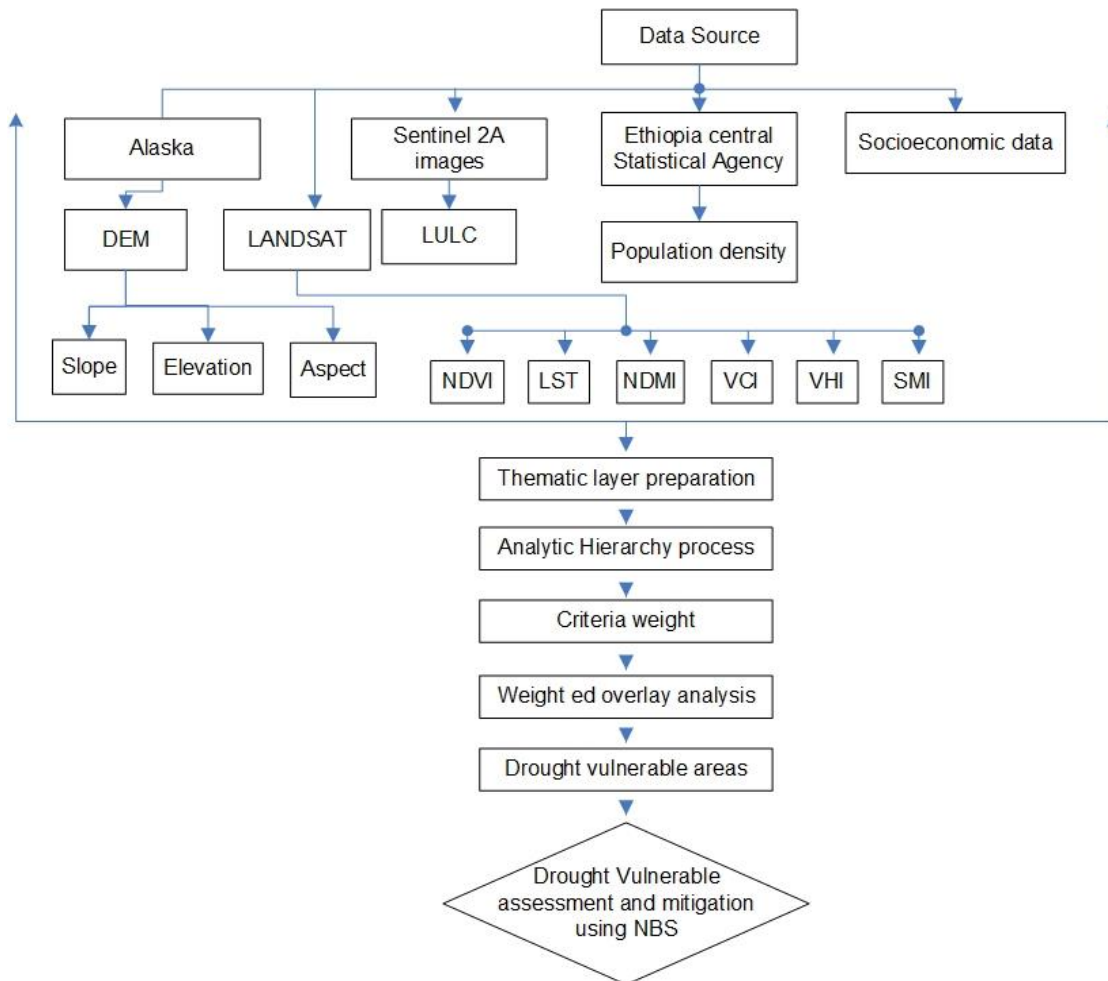 Data Source
Alaska
Sentinel 2A
images
Ethiopia central
Statistical Agency
Socioeconomic data
DEM
LANDSAT
LULC
Population density
Slope
Elevation
Aspect
NDVI
LST
NDMI
VCI
VHI
SMI
Thematic layer preparation
Analytic Hierarchy process
Criteria weight
Weight ed overlay analysis
Drought vulnerable areas
Drought Vulnerable
assessment and mitigation
using NBS